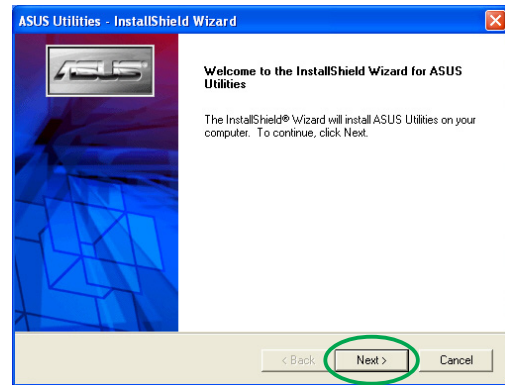 ASUS Utilities - InstallShield Wizard
ASUS
Welcome to the InstallShield Wizard for ASUS
Utilities
The InstallShield® Wizard will install ASUS Utilities on your
computer. To continue, click Next.
< Back
Next >
Cancel